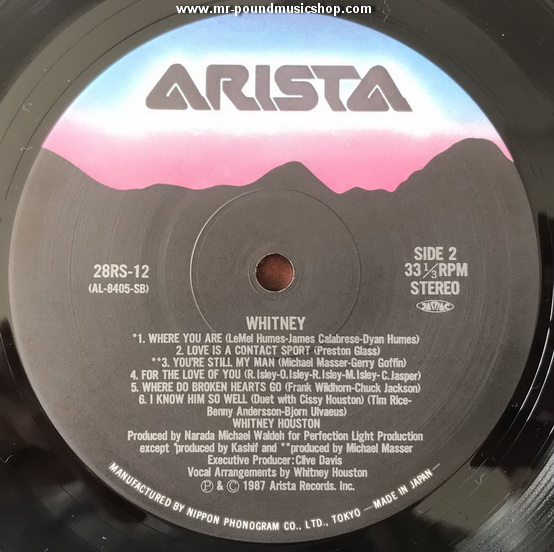 www.mr-poundmusicshop.com
ARISTA
28RS-12
(AL-8405-SB)
SIDE 2
33 1/3 RPM
STEREO
JASRAC
WHITNEY
*1. WHERE YOU ARE (LeMel Humes-James Calabrese-Dyan Humes)
2. LOVE IS A CONTACT SPORT (Preston Glass)
**3. YOU'RE STILL MY MAN (Michael Masser-Gerry Goffin)
4. FOR THE LOVE OF YOU (R.Isley-O.Isley-R.Isley-M.Isley-C.Jasper)
5. WHERE DO BROKEN HEARTS GO (Frank Wildhorn-Chuck Jackson)
6. I KNOW HIM SO WELL (Duet with Cissy Houston) (Tim Rice-
Benny Andersson-Bjorn Ulvaeus)
WHITNEY HOUSTON
Produced by Narada Michael Waldeh for Perfection Light Production
except *produced by Kashif and **produced by Michael Masser
Executive Producer: Clive Davis
Vocal Arrangements by Whitney Houston
Ⓟ & © 1987 Arista Records. Inc.
MANUFACTURED BY NIPPON PHONOGRAM CO., LTD., TOKYO —MADE IN JAPAN—